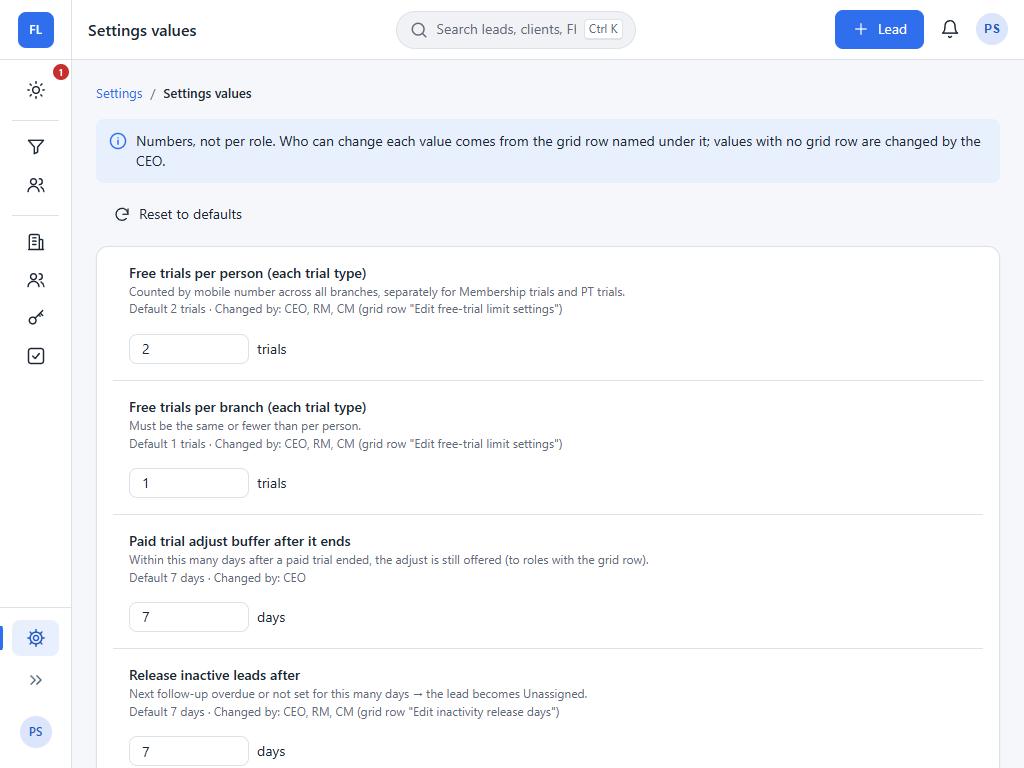 FL
Settings values
Search leads, clients, FI
Ctrl K
Lead
PS
1
Settings / Settings values
Numbers, not per role. Who can change each value comes from the grid row named under it; values with no grid row are changed by the
CEO.
Reset to defaults
Free trials per person (each trial type)
Counted by mobile number across all branches, separately for Membership trials and PT trials.
Default 2 trials · Changed by: CEO, RM, CM (grid row "Edit free-trial limit settings")
2 trials
Free trials per branch (each trial type)
Must be the same or fewer than per person.
Default 1 trials · Changed by: CEO, RM, CM (grid row "Edit free-trial limit settings")
1 trials
Paid trial adjust buffer after it ends
Within this many days after a paid trial ended, the adjust is still offered (to roles with the grid row).
Default 7 days · Changed by: CEO
7 days
Release inactive leads after
Next follow-up overdue or not set for this many days → the lead becomes Unassigned.
Default 7 days · Changed by: CEO, RM, CM (grid row "Edit inactivity release days")
7 days
PS